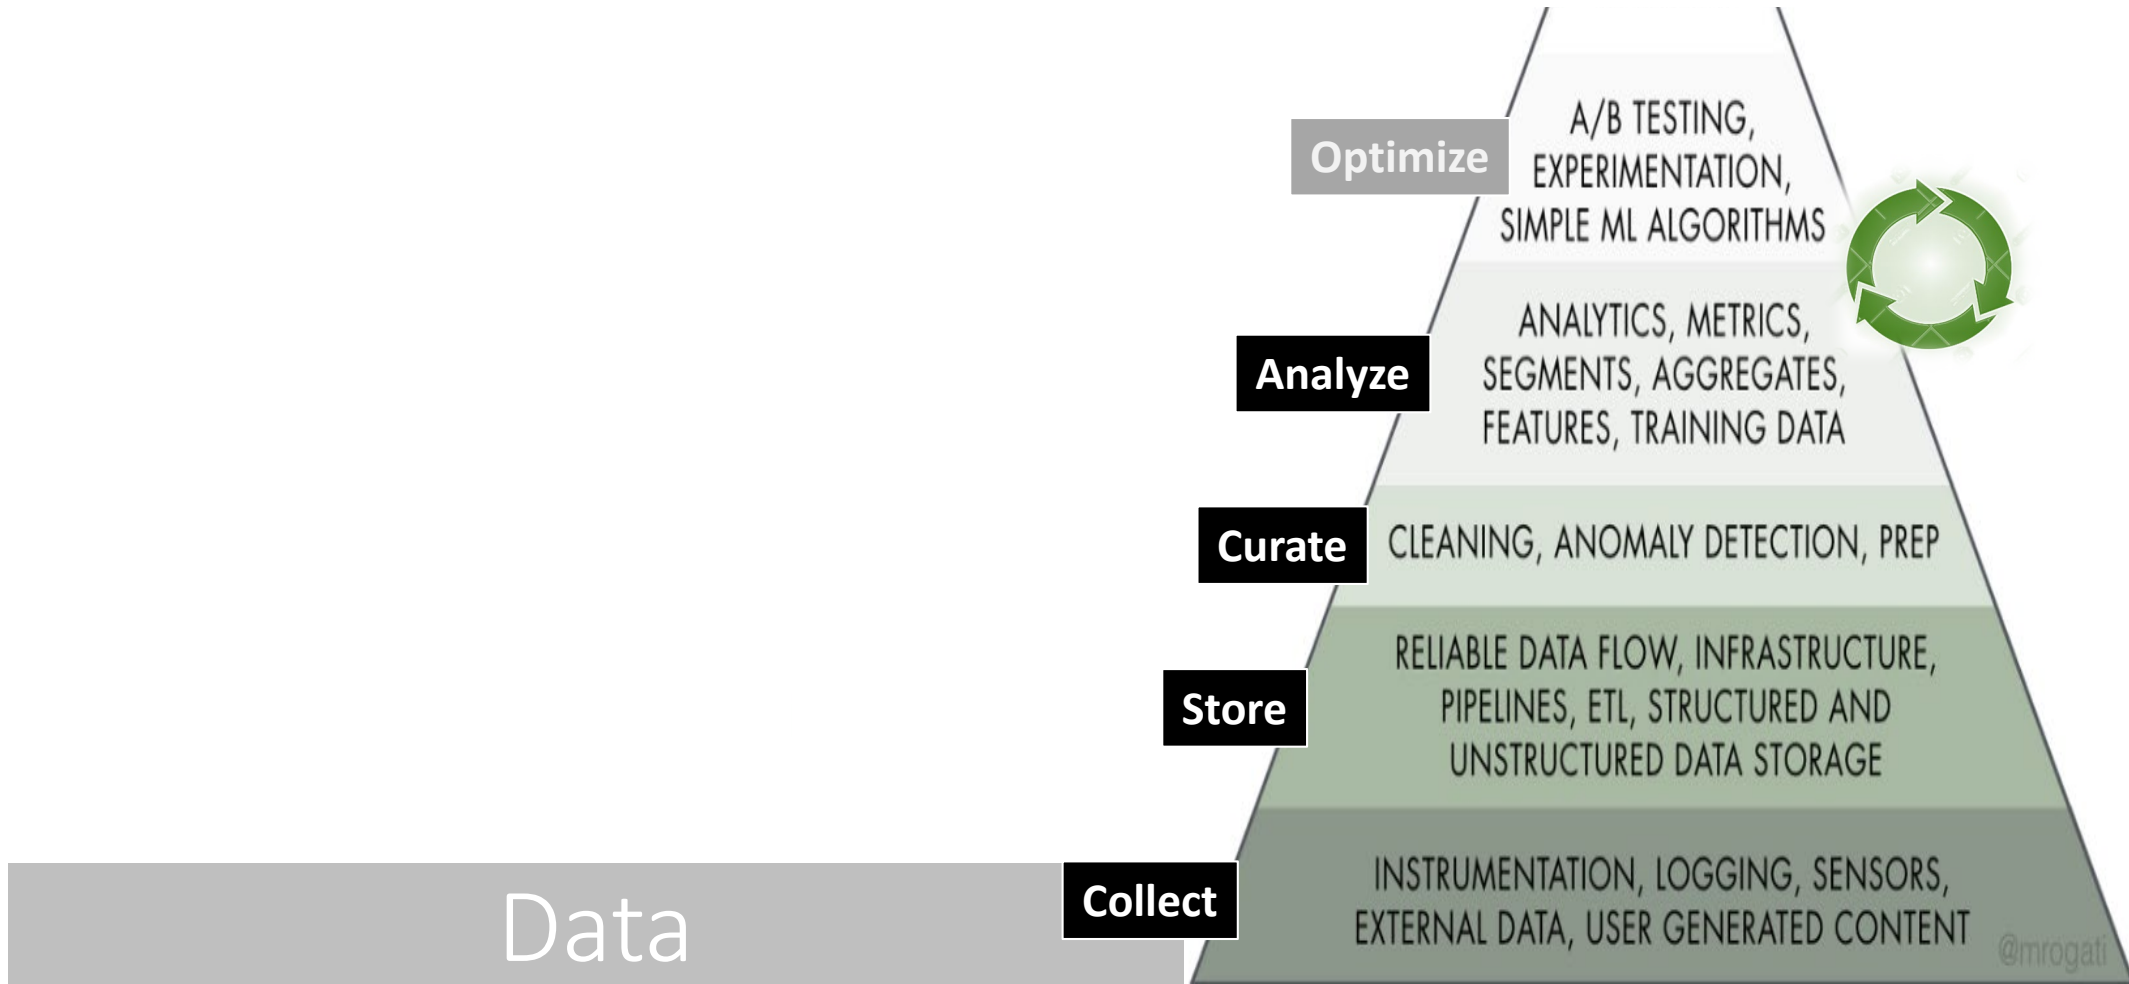 Optimize
A/B TESTING,
EXPERIMENTATION,
SIMPLE ML ALGORITHMS
Analyze
ANALYTICS, METRICS,
SEGMENTS, AGGREGATES,
FEATURES, TRAINING DATA
Curate
CLEANING, ANOMALY DETECTION, PREP
Store
RELIABLE DATA FLOW, INFRASTRUCTURE,
PIPELINES, ETL, STRUCTURED AND
UNSTRUCTURED DATA STORAGE
Data
Collect
INSTRUMENTATION, LOGGING, SENSORS,
EXTERNAL DATA, USER GENERATED CONTENT
@mrogati